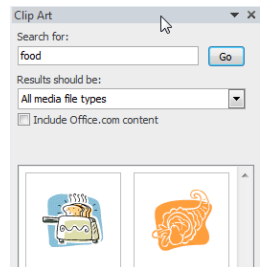 Clip Art
Search for:
food
Go
Results should be:
All media file types
Include Office.com content